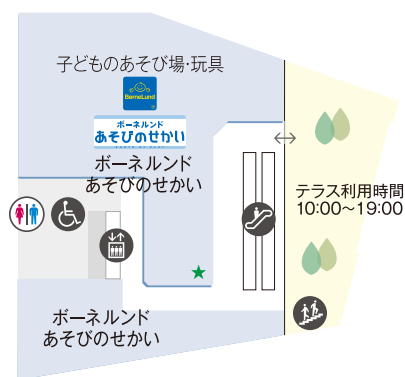 子どものあそび場･玩具
BorneLund
ボーネルンド
あそびのせかい
ボーネルンド
あそびのせかい
テラス利用時間
10:00〜19:00
ボーネルンド
あそびのせかい